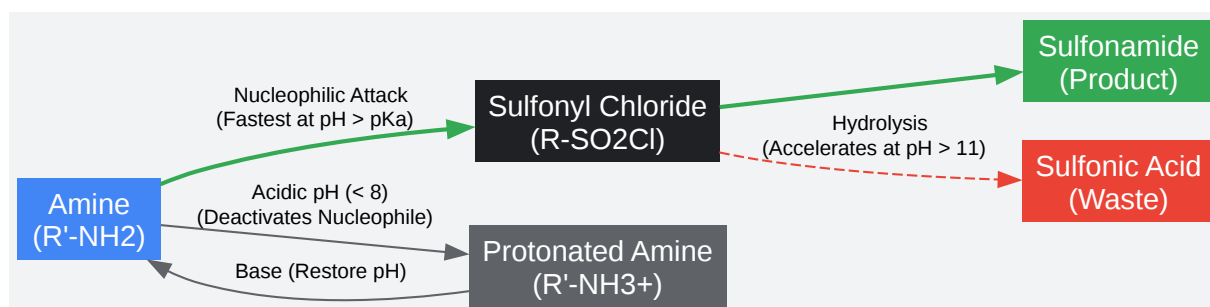 Sulfonamide
(Product)
Nucleophilic Attack
(Fastest at pH > pKa)
Sulfonyl Chloride
(R-SO2Cl)
Hydrolysis
(Accelerates at pH > 11)
Sulfonic Acid
(Waste)
Amine
(R'-NH2)
Acidic pH (< 8)
(Deactivates Nucleophile)
Protonated Amine
(R'-NH3+)
Base (Restore pH)